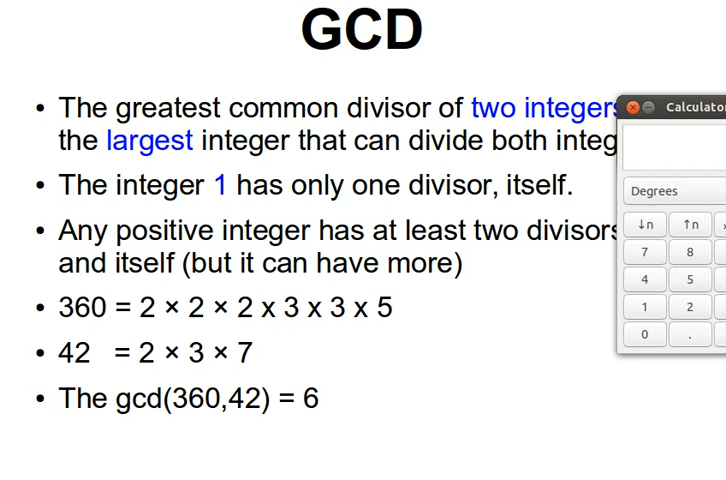 GCD
• The greatest common divisor of two integers
the largest integer that can divide both integ
• The integer 1 has only one divisor, itself.
• Any positive integer has at least two divisors
and itself (but it can have more)
• 360 = 2 × 2 × 2 x 3 x 3 x 5
• 42 = 2 × 3 × 7
• The gcd(360,42) = 6
Calculato
Degrees
↓n ↑n
7 8
4 5
1 2
0 .